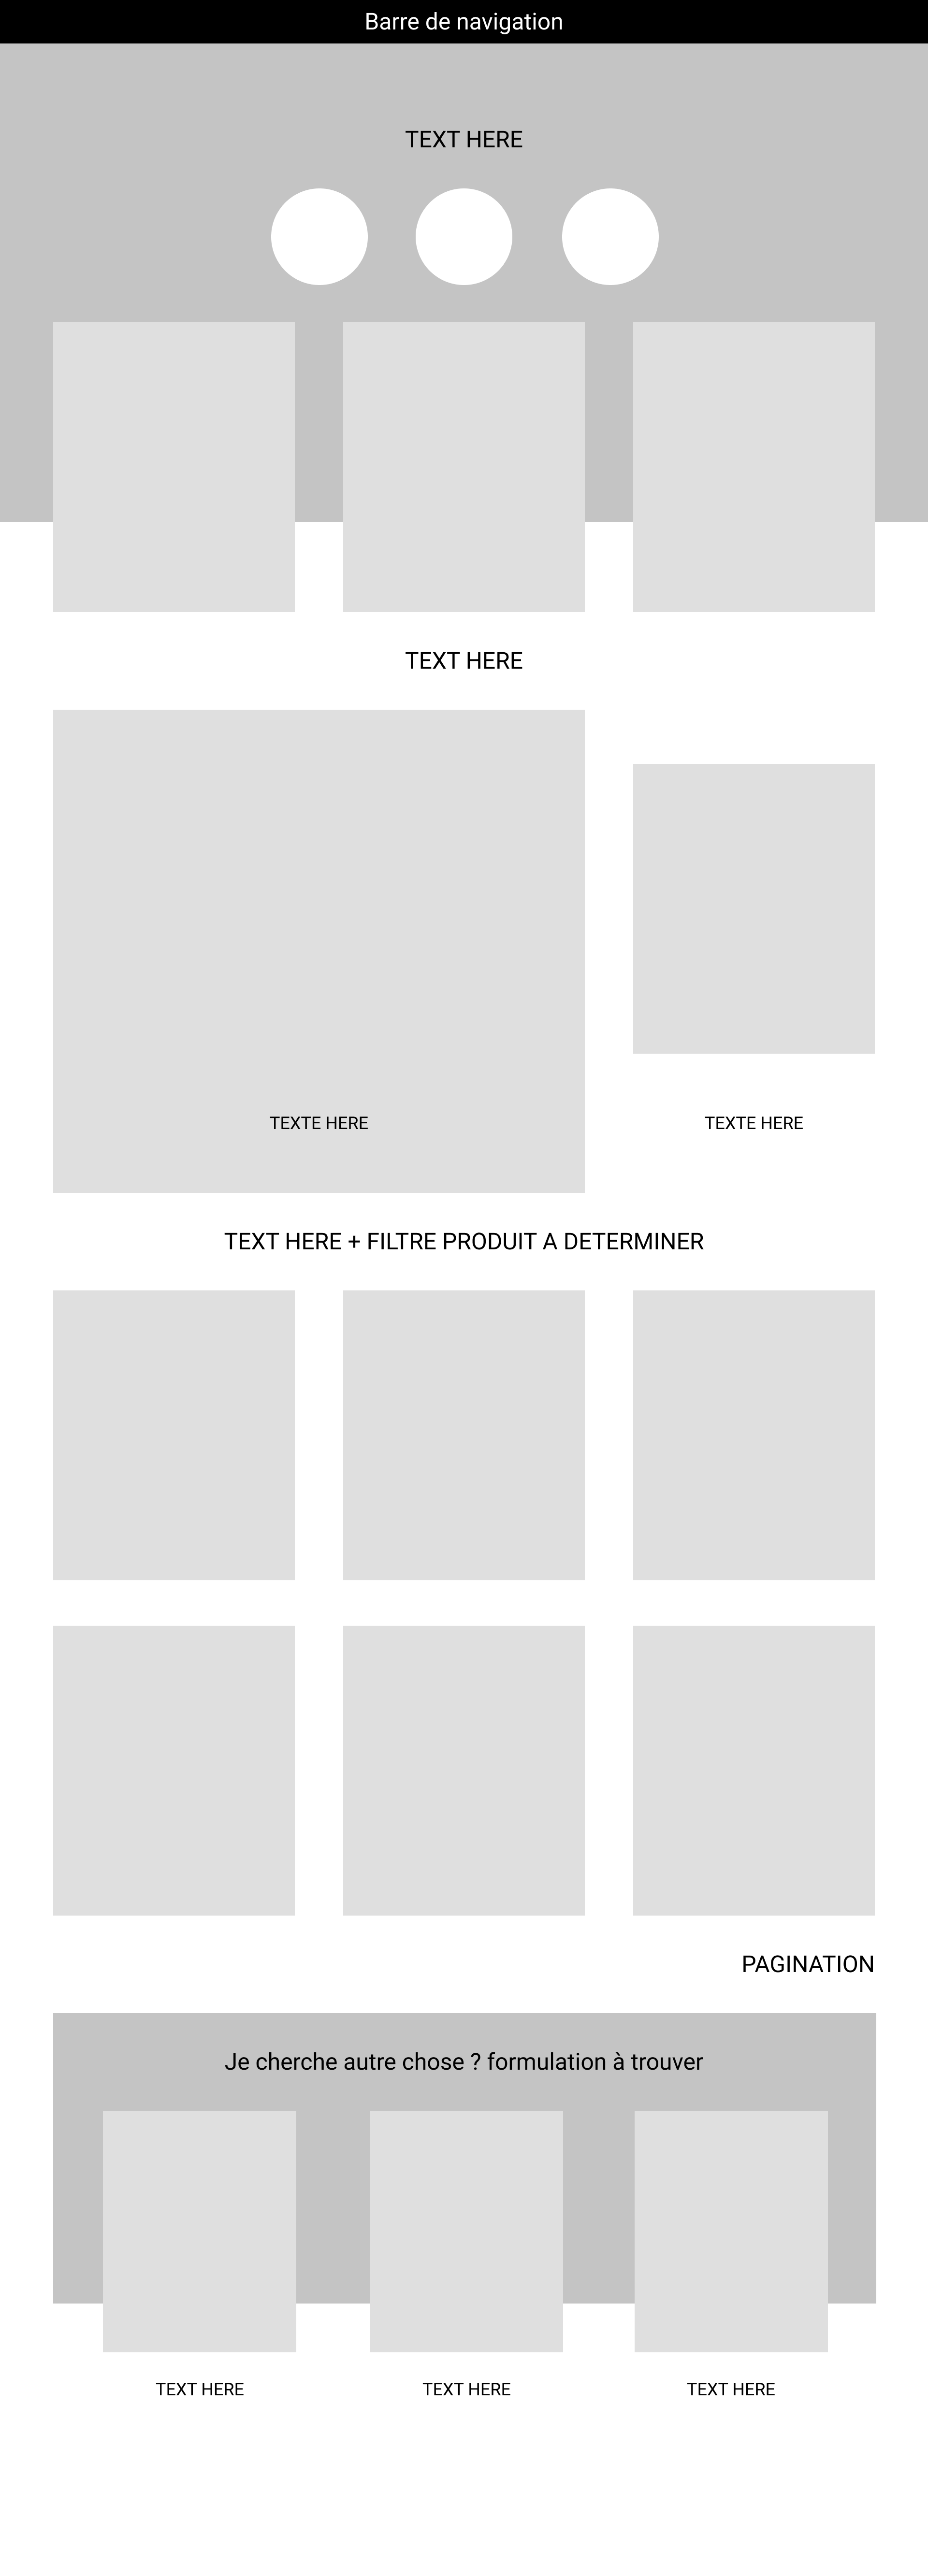 Barre de navigation
TEXT HERE
TEXT HERE
TEXTE HERE
TEXTE HERE
TEXT HERE + FILTRE PRODUIT A DETERMINER
PAGINATION
Je cherche autre chose ? formulation à trouver
TEXT HERE
TEXT HERE
TEXT HERE